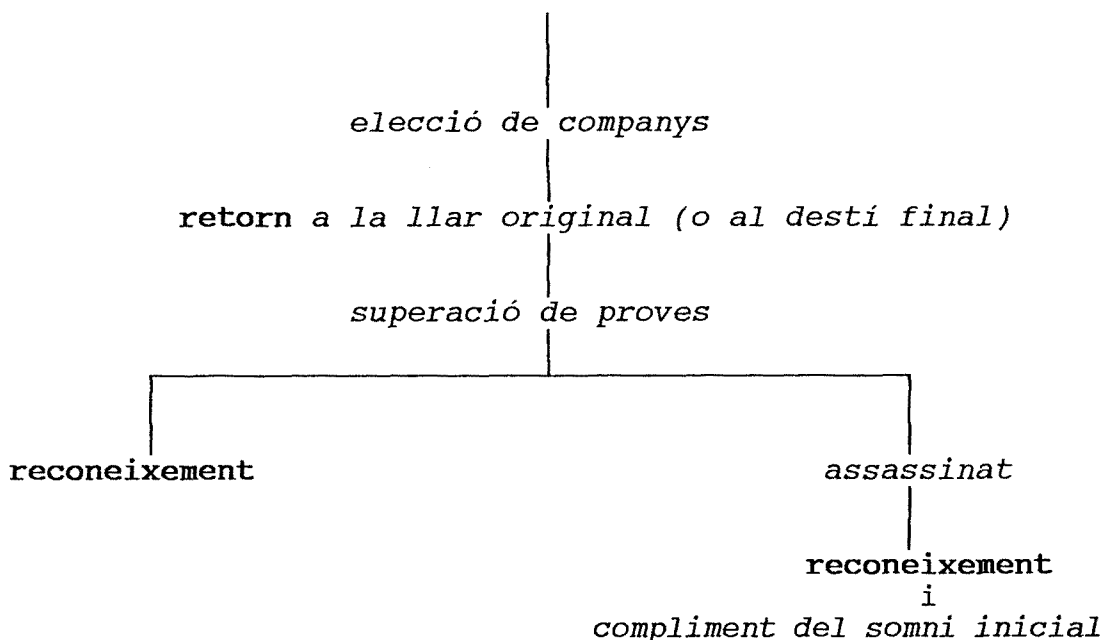 elecció de companys
retorn a la llar original (o al destí final)
superació de proves
reconeixement
assassinat
reconeixement
i
compliment del somni inicial